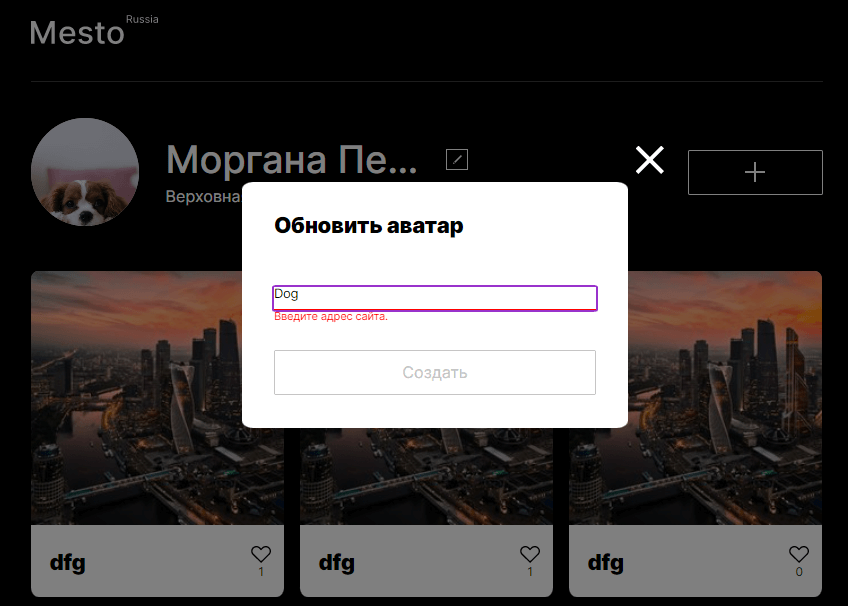 Mesto Russia
Моргана Пе...
Верховна
Обновить аватар
Dog
Введите адрес сайта.
Создать
dfg
1
dfg
1
dfg
0